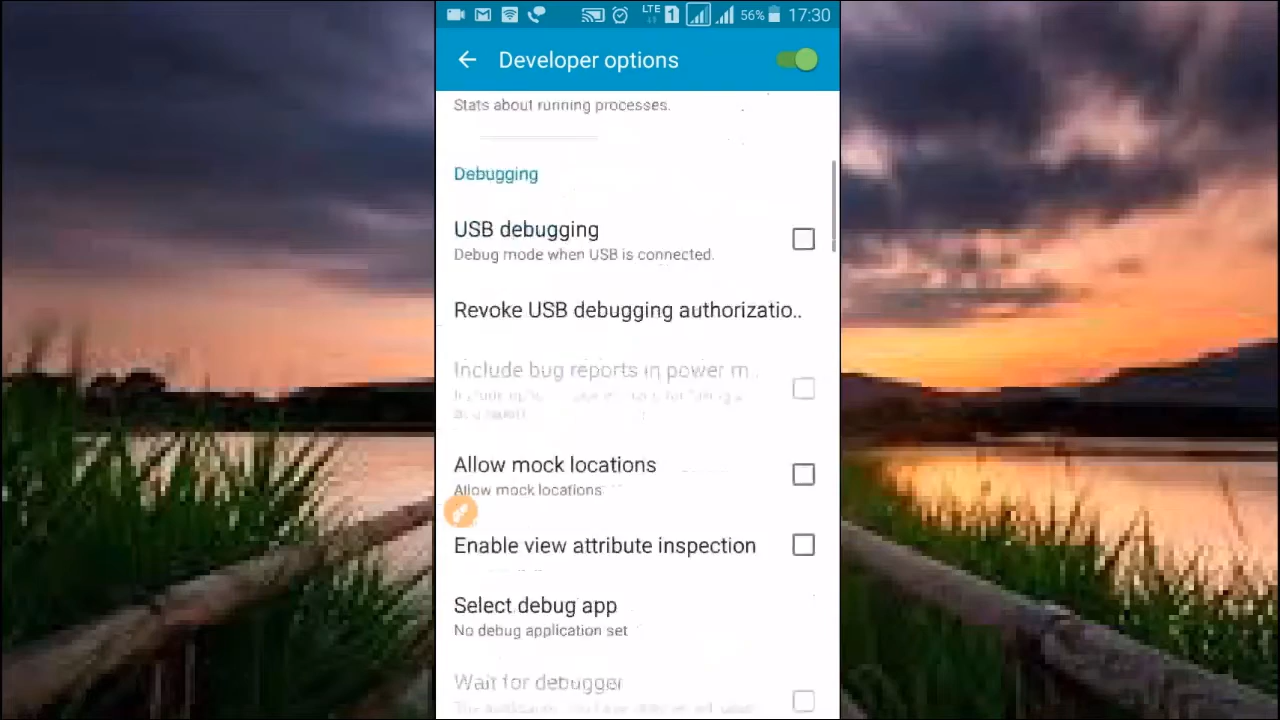 LTE 1 56% 17:30
Developer options
Stats about running processes.
Debugging
USB debugging
Debug mode when USB is connected.
Revoke USB debugging authorizatio..
Include bug reports in power m..
Allow mock locations
Allow mock locations
Enable view attribute inspection
Select debug app
No debug application set
Wait for debugger